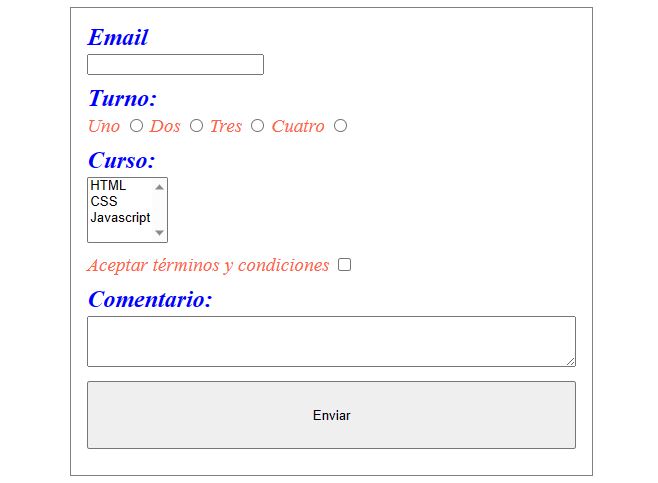 Email
Turno:
Uno Dos Tres Cuatro
Curso:
HTML
CSS
Javascript
Aceptar términos y condiciones
Comentario:
Enviar